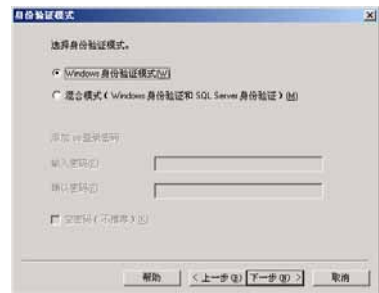 身份验证模式
选择身份验证模式。
Windows 身份验证模式(W)
混合模式(Windows 身份验证和 SQL Server 身份验证)(M)
添加 sa 登录密码:
输入密码(E)
确认密码(F)
空密码(不推荐)(K)
帮助
<上一步(B)
下一步(N)>
取消